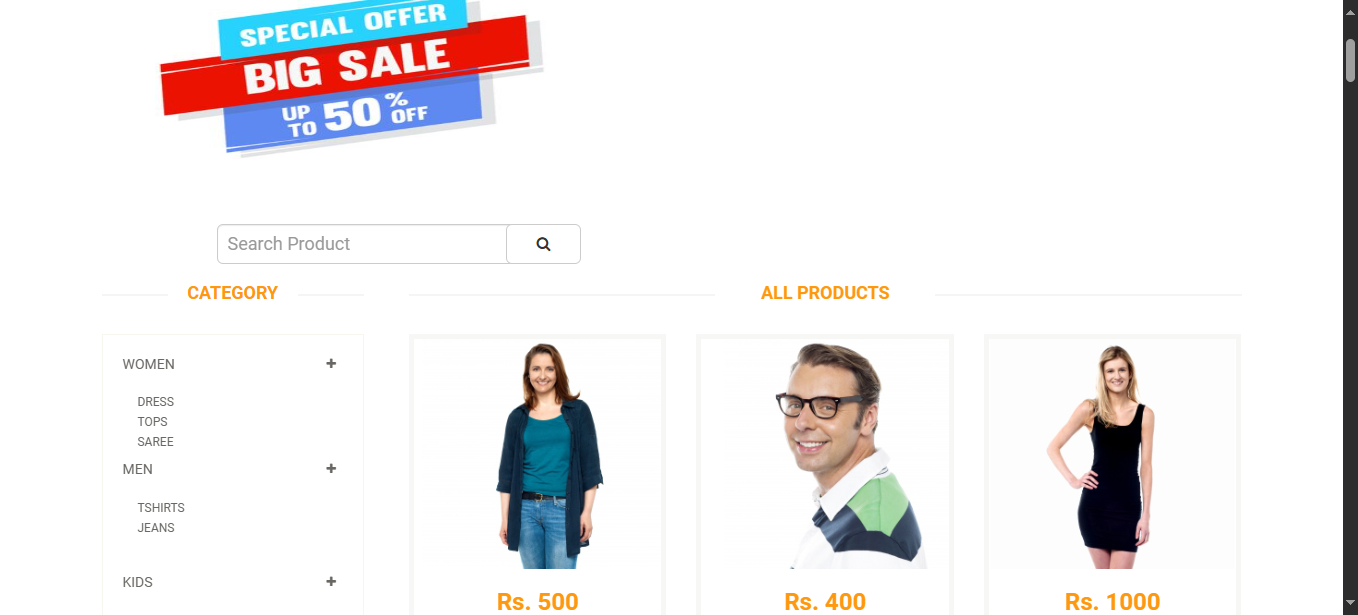 SPECIAL OFFER
BIG SALE
UP TO 50% OFF
Search Product
CATEGORY
ALL PRODUCTS
WOMEN
DRESS
TOPS
SAREE
MEN
TSHIRTS
JEANS
KIDS
Rs. 500
Rs. 400
Rs. 1000